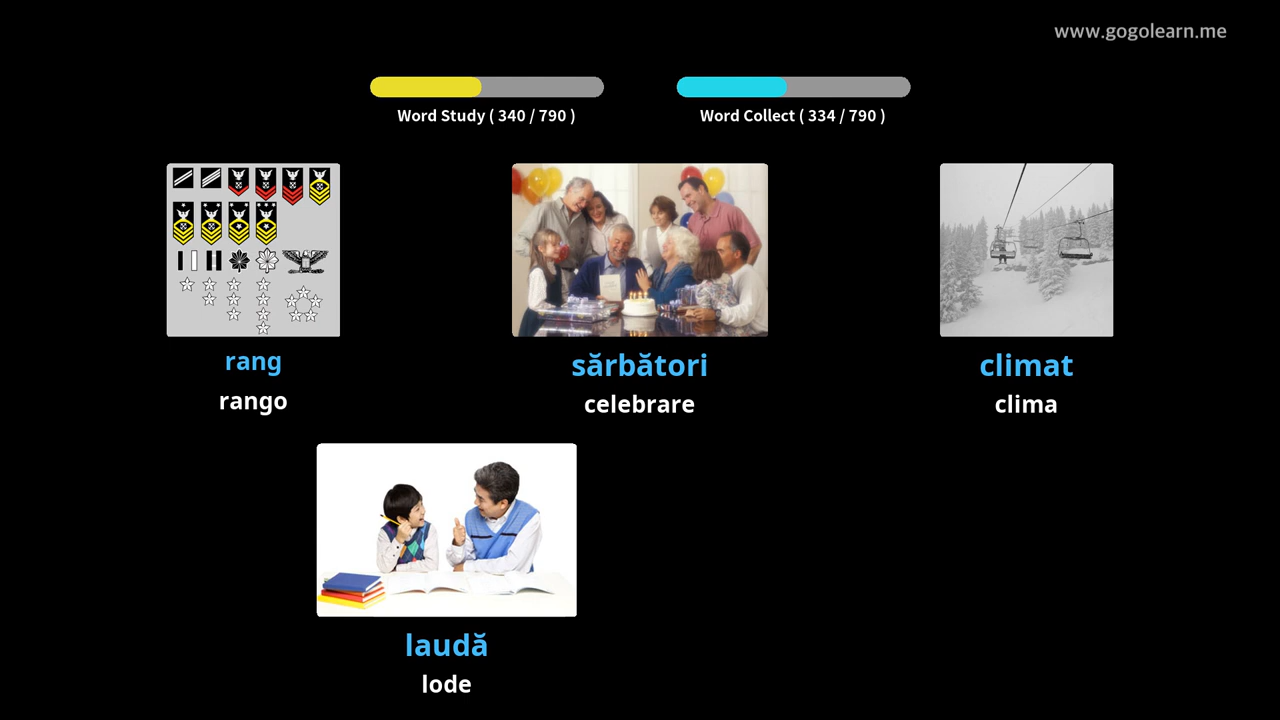 www.gogolearn.me
Word Study ( 340 / 790 )
Word Collect ( 334 / 790 )
rang
rango
sărbători
celebrare
climat
clima
laudă
lode